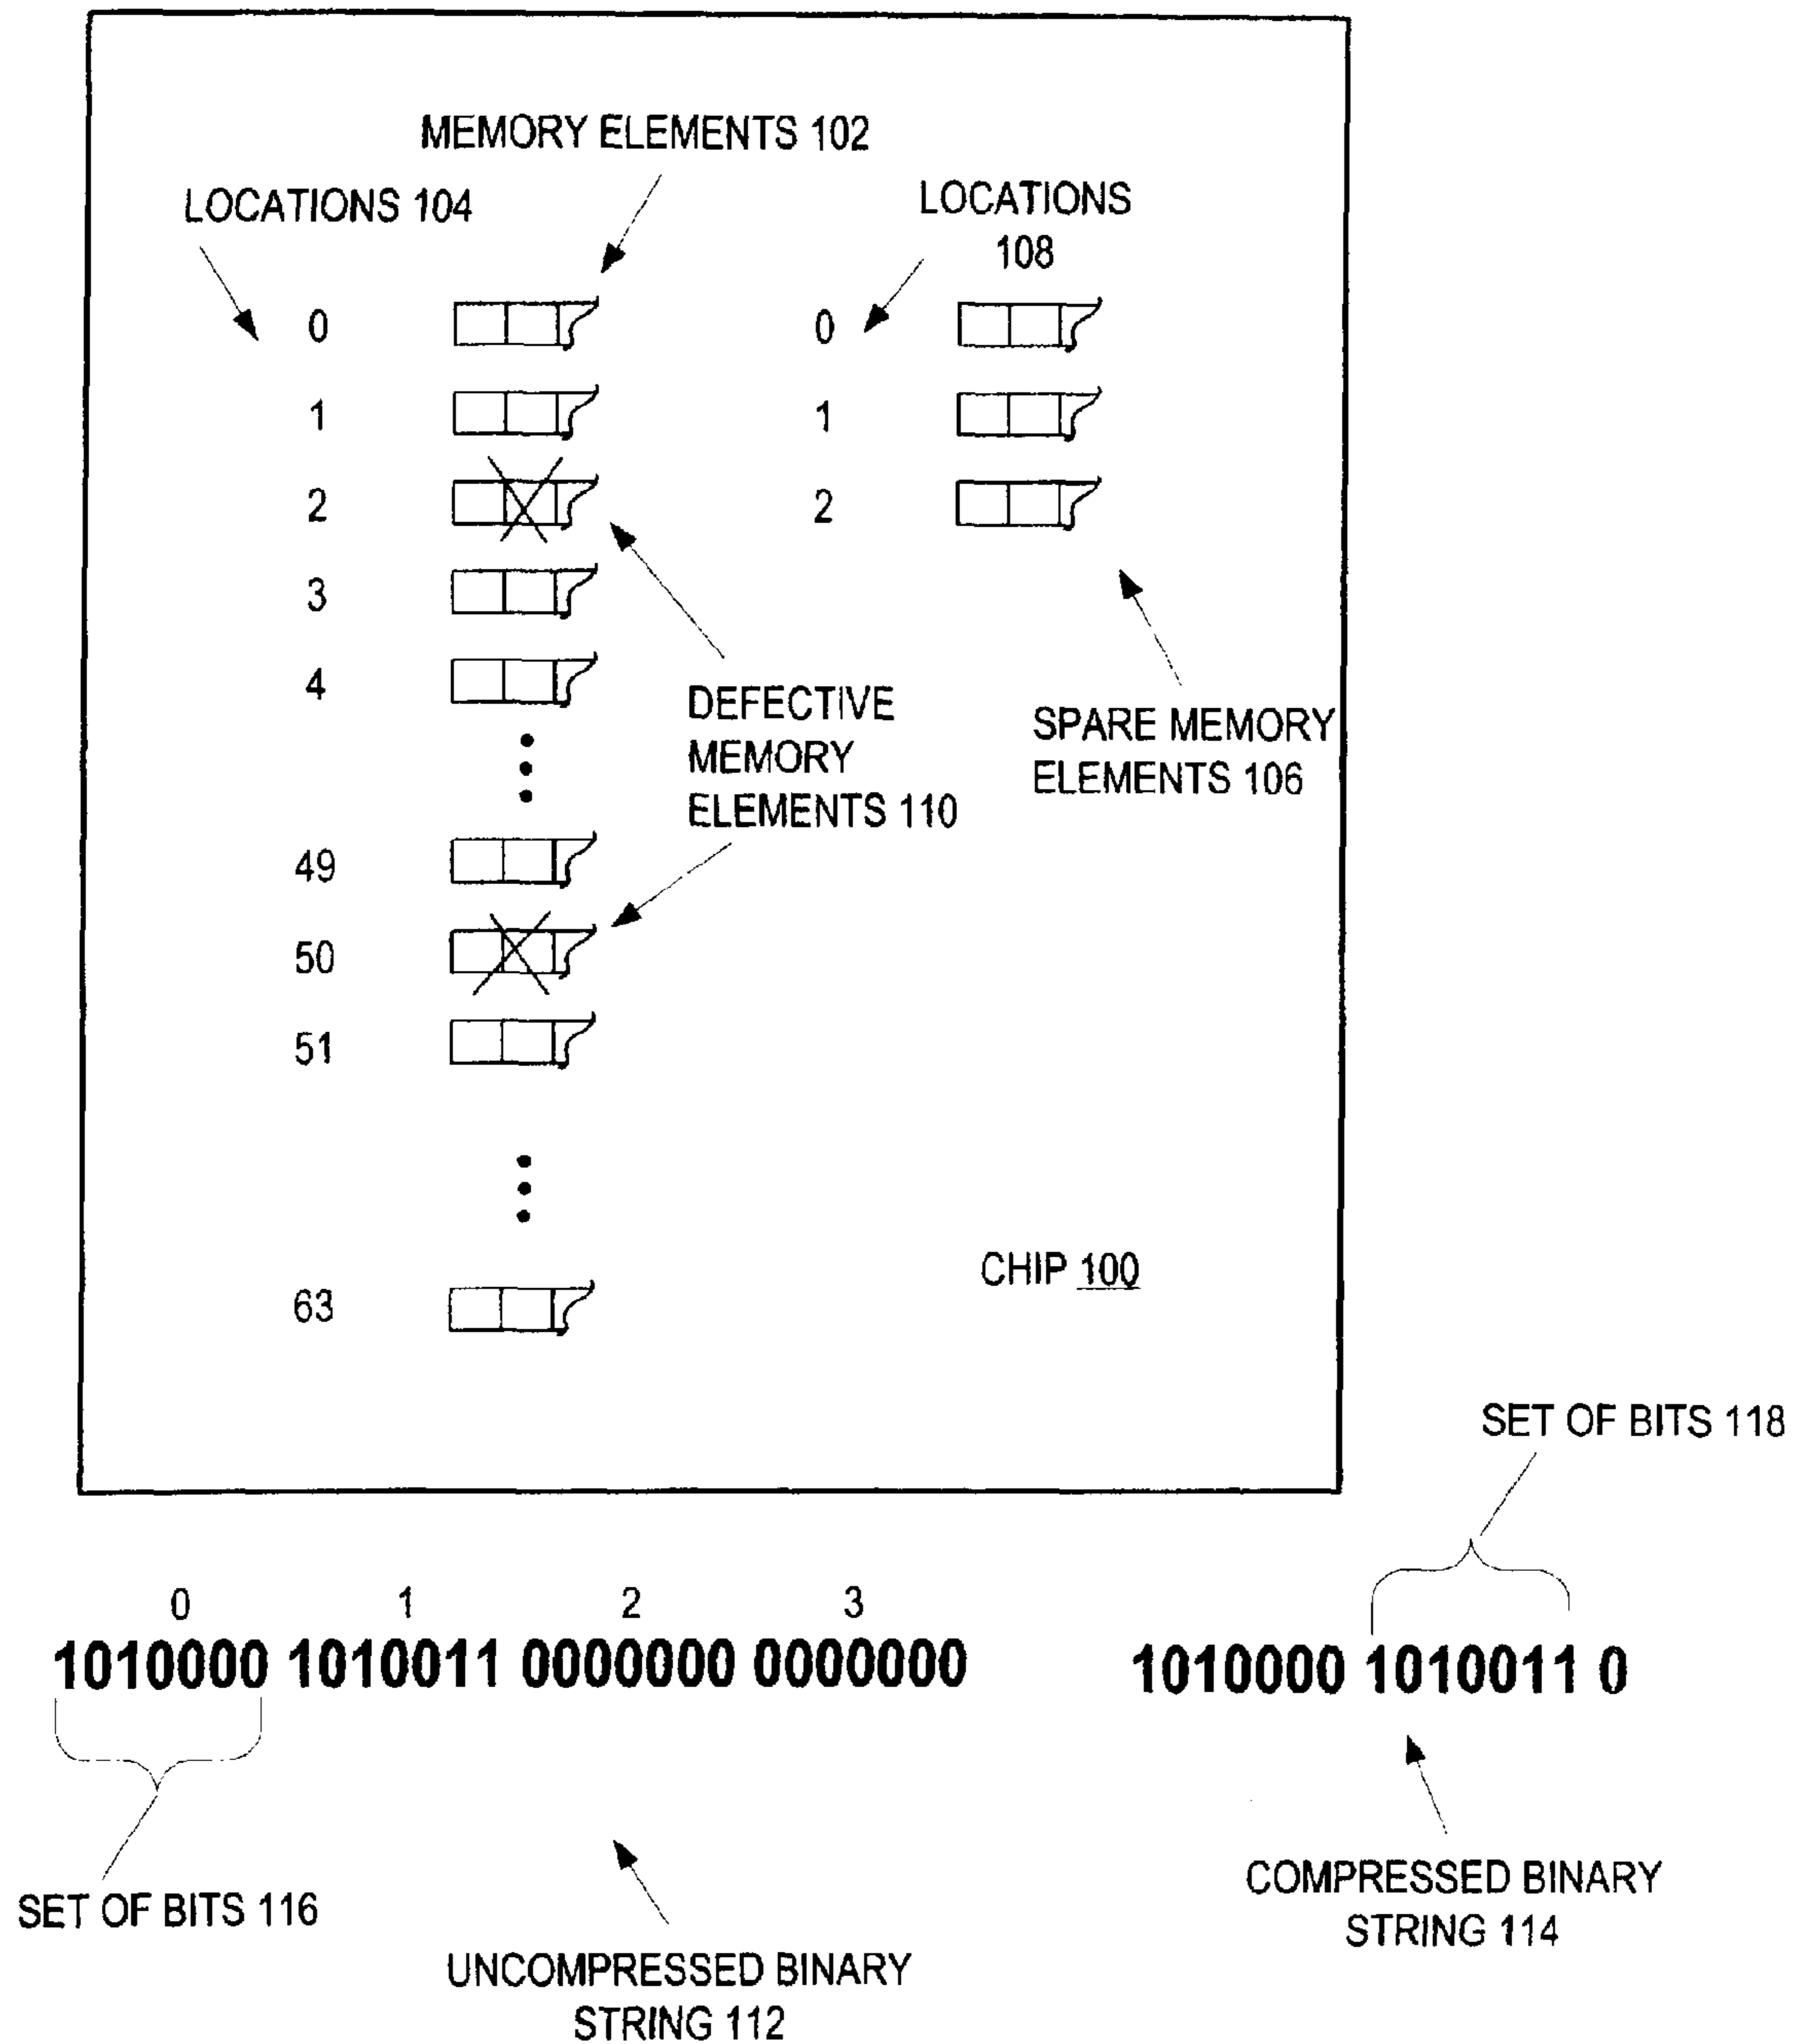 MEMORY ELEMENTS 102
LOCATIONS 104
LOCATIONS
108
0
0
1
1
2
2
3
4
DEFECTIVE
MEMORY
ELEMENTS 110
SPARE MEMORY
ELEMENTS 106
49
50
51
63
CHIP 100
SET OF BITS 118
0 1 2 3
1010000 1010011 0000000 0000000
1010000 1010011 0
SET OF BITS 116
COMPRESSED BINARY
STRING 114
UNCOMPRESSED BINARY
STRING 112